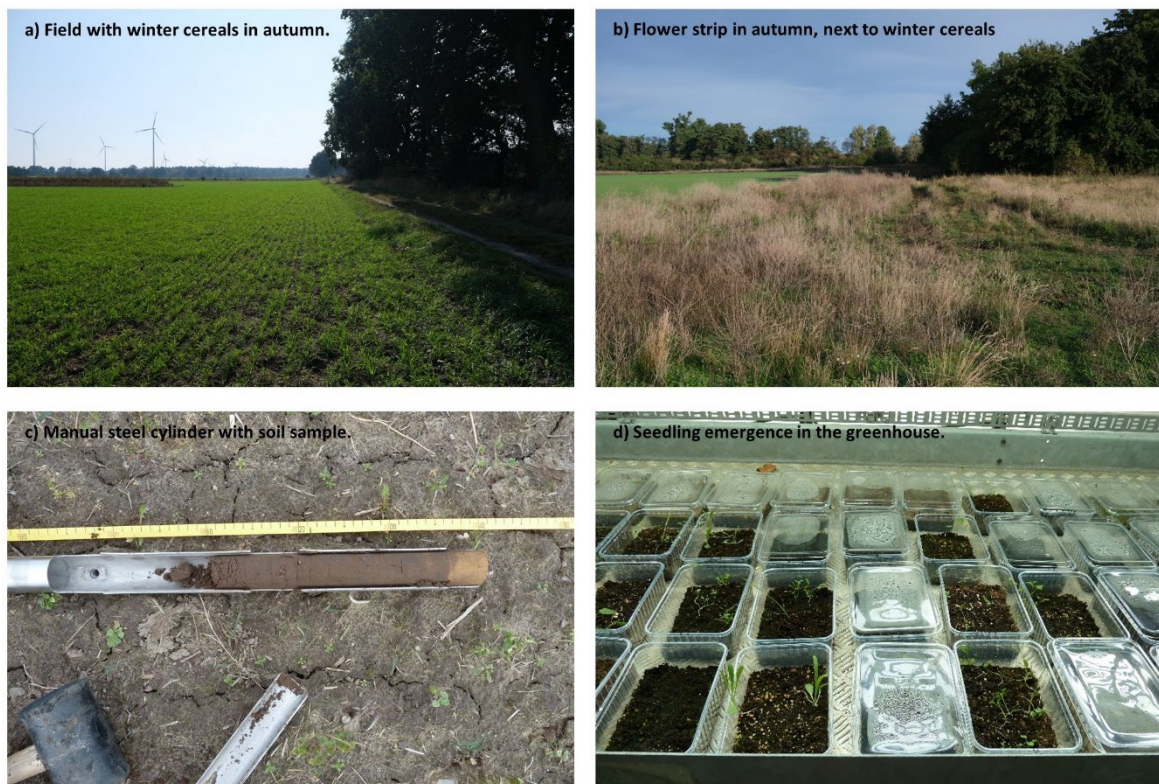 a) Field with winter cereals in autumn.
b) Flower strip in autumn, next to winter cereals
c) Manual steel cylinder with soil sample.
d) Seedling emergence in the greenhouse.